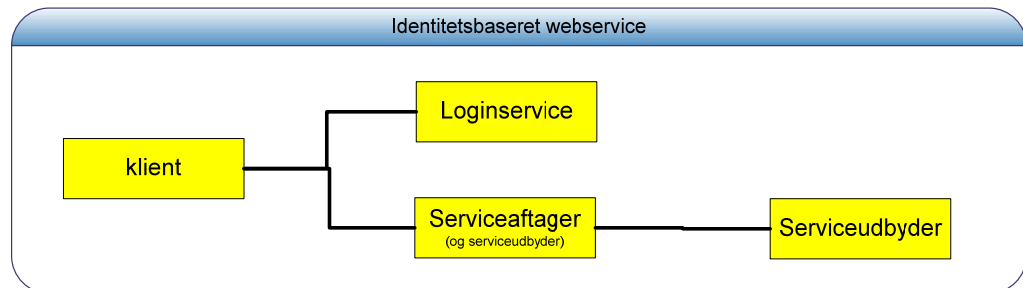 Identitetsbaseret webservice
Loginservice
klient
Serviceaftager
(og serviceudbyder)
Serviceudbyder